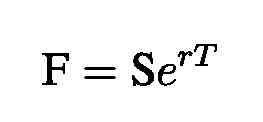 F = Se^{rT}